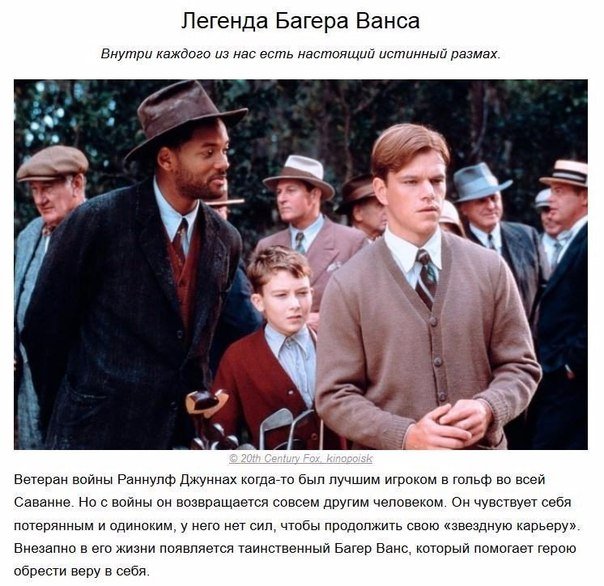 Легенда Багера Ванса
Внутри каждого из нас есть настоящий истинный размах.
© 20th Century Fox, kinopoisk
Ветеран войны Раннулф Джуннах когда-то был лучшим игроком в гольф во всей
Саванне. Но с войны он возвращается совсем другим человеком. Он чувствует себя
потерянным и одиноким, у него нет сил, чтобы продолжить свою «звездную карьеру».
Внезапно в его жизни появляется таинственный Багер Ванс, который помогает герою
обрести веру в себя.